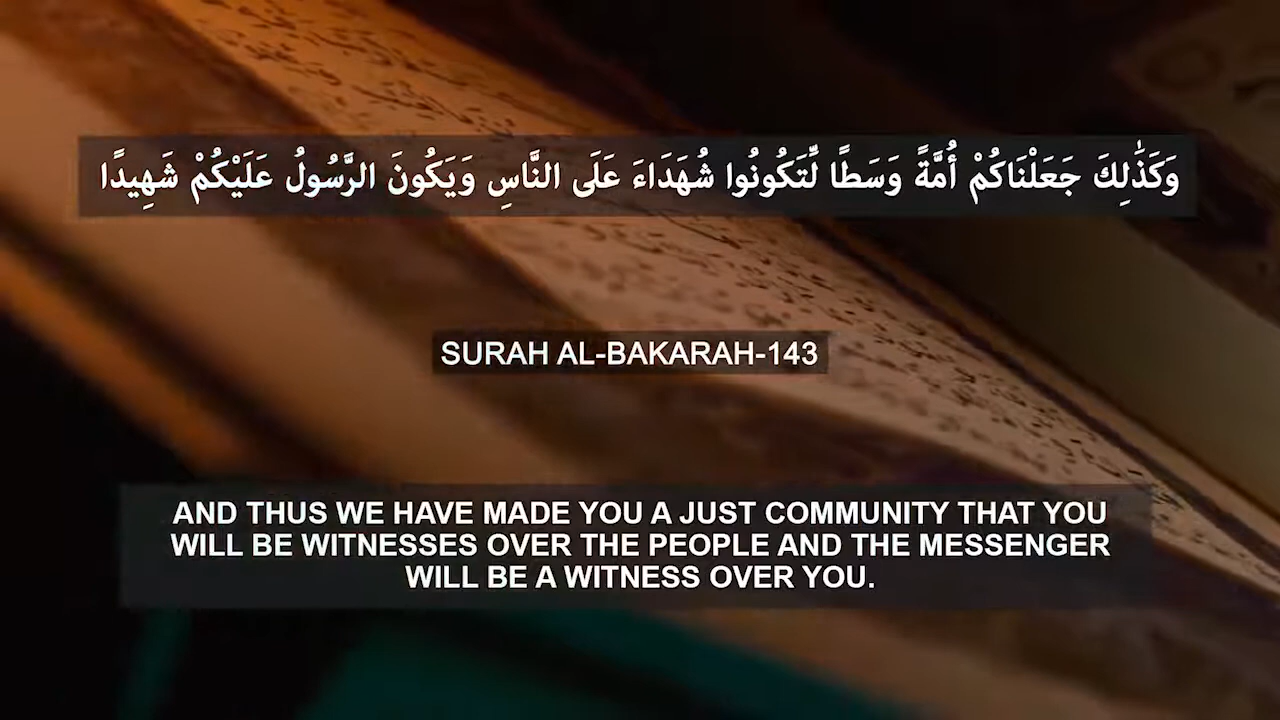 وَكَذَٰلِكَ جَعَلْنَاكُمْ أُمَّةً وَسَطًا لِّتَكُونُوا شُهَدَاءَ عَلَى النَّاسِ وَيَكُونَ الرَّسُولُ عَلَيْكُمْ شَهِيدًا
SURAH AL-BAKARAH-143
AND THUS WE HAVE MADE YOU A JUST COMMUNITY THAT YOU
WILL BE WITNESSES OVER THE PEOPLE AND THE MESSENGER
WILL BE A WITNESS OVER YOU.